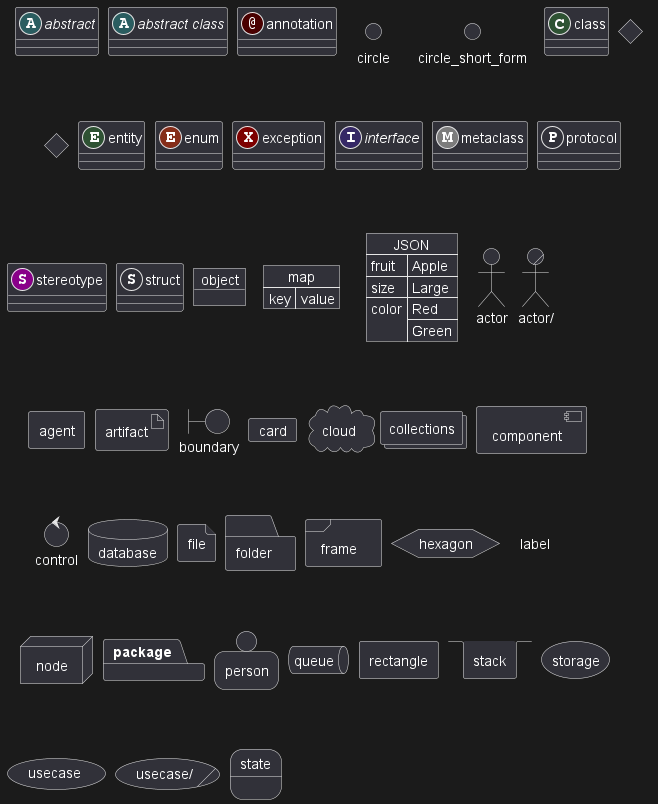 A abstract
A abstract class
@ annotation
circle
circle_short_form
C class
E entity
E enum
X exception
I interface
M metaclass
P protocol
S stereotype
S struct
object
map
key value
JSON
fruit Apple
size Large
color Red
Green
actor
actor/
agent
artifact
boundary
card
cloud
collections
component
control
database
file
folder
frame
hexagon
label
node
package
person
queue
rectangle
stack
storage
usecase
usecase/
state